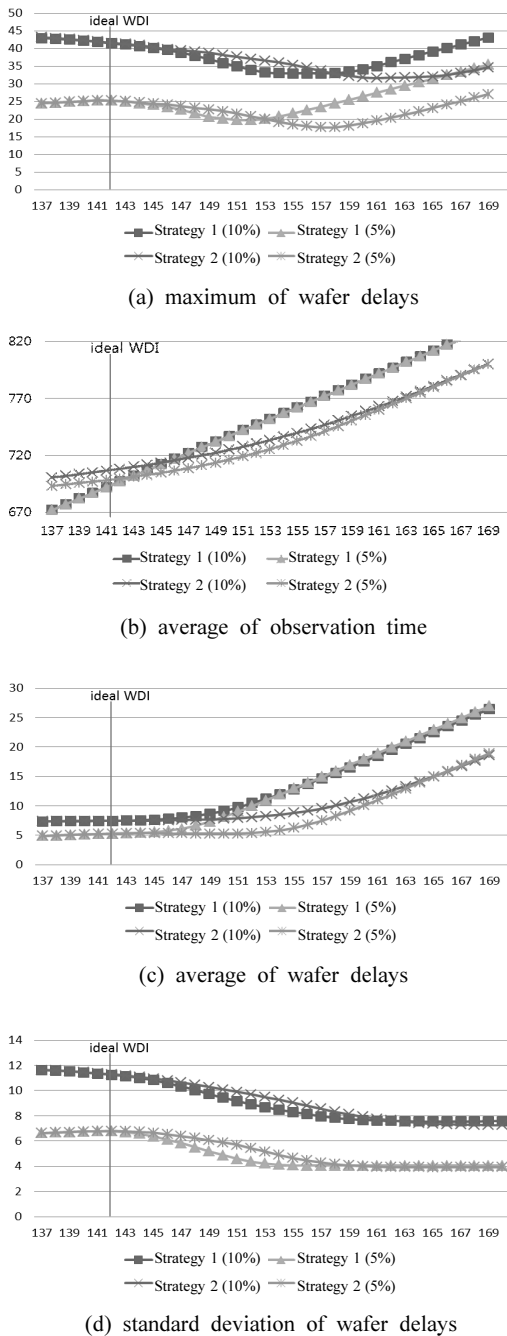 50
45
40
35
30
25
20
15
10
5
0
ideal WDI
137 139 141 143 145 147 149 151 153 155 157 159 161 163 165 167 169
Strategy 1 (10%) Strategy 1 (5%)
Strategy 2 (10%) Strategy 2 (5%)
(a) maximum of wafer delays
820
770
720
670
ideal WDI
137 139 141 143 145 147 149 151 153 155 157 159 161 163 165 167 169
Strategy 1 (10%) Strategy 1 (5%)
Strategy 2 (10%) Strategy 2 (5%)
(b) average of observation time
30
25
20
15
10
5
0
ideal WDI
137 139 141 143 145 147 149 151 153 155 157 159 161 163 165 167 169
Strategy 1 (10%) Strategy 1 (5%)
Strategy 2 (10%) Strategy 2 (5%)
(c) average of wafer delays
14
12
10
8
6
4
2
0
ideal WDI
137 139 141 143 145 147 149 151 153 155 157 159 161 163 165 167 169
Strategy 1 (10%) Strategy 1 (5%)
Strategy 2 (10%) Strategy 2 (5%)
(d) standard deviation of wafer delays